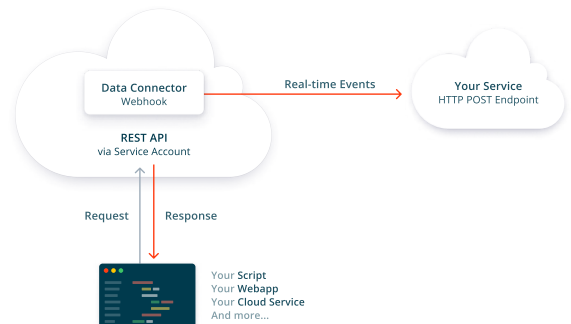 Data Connector
Webhook
Real-time Events
Your Service
HTTP POST Endpoint
REST API
via Service Account
Request
Response
Your Script
Your Webapp
Your Cloud Service
And more...